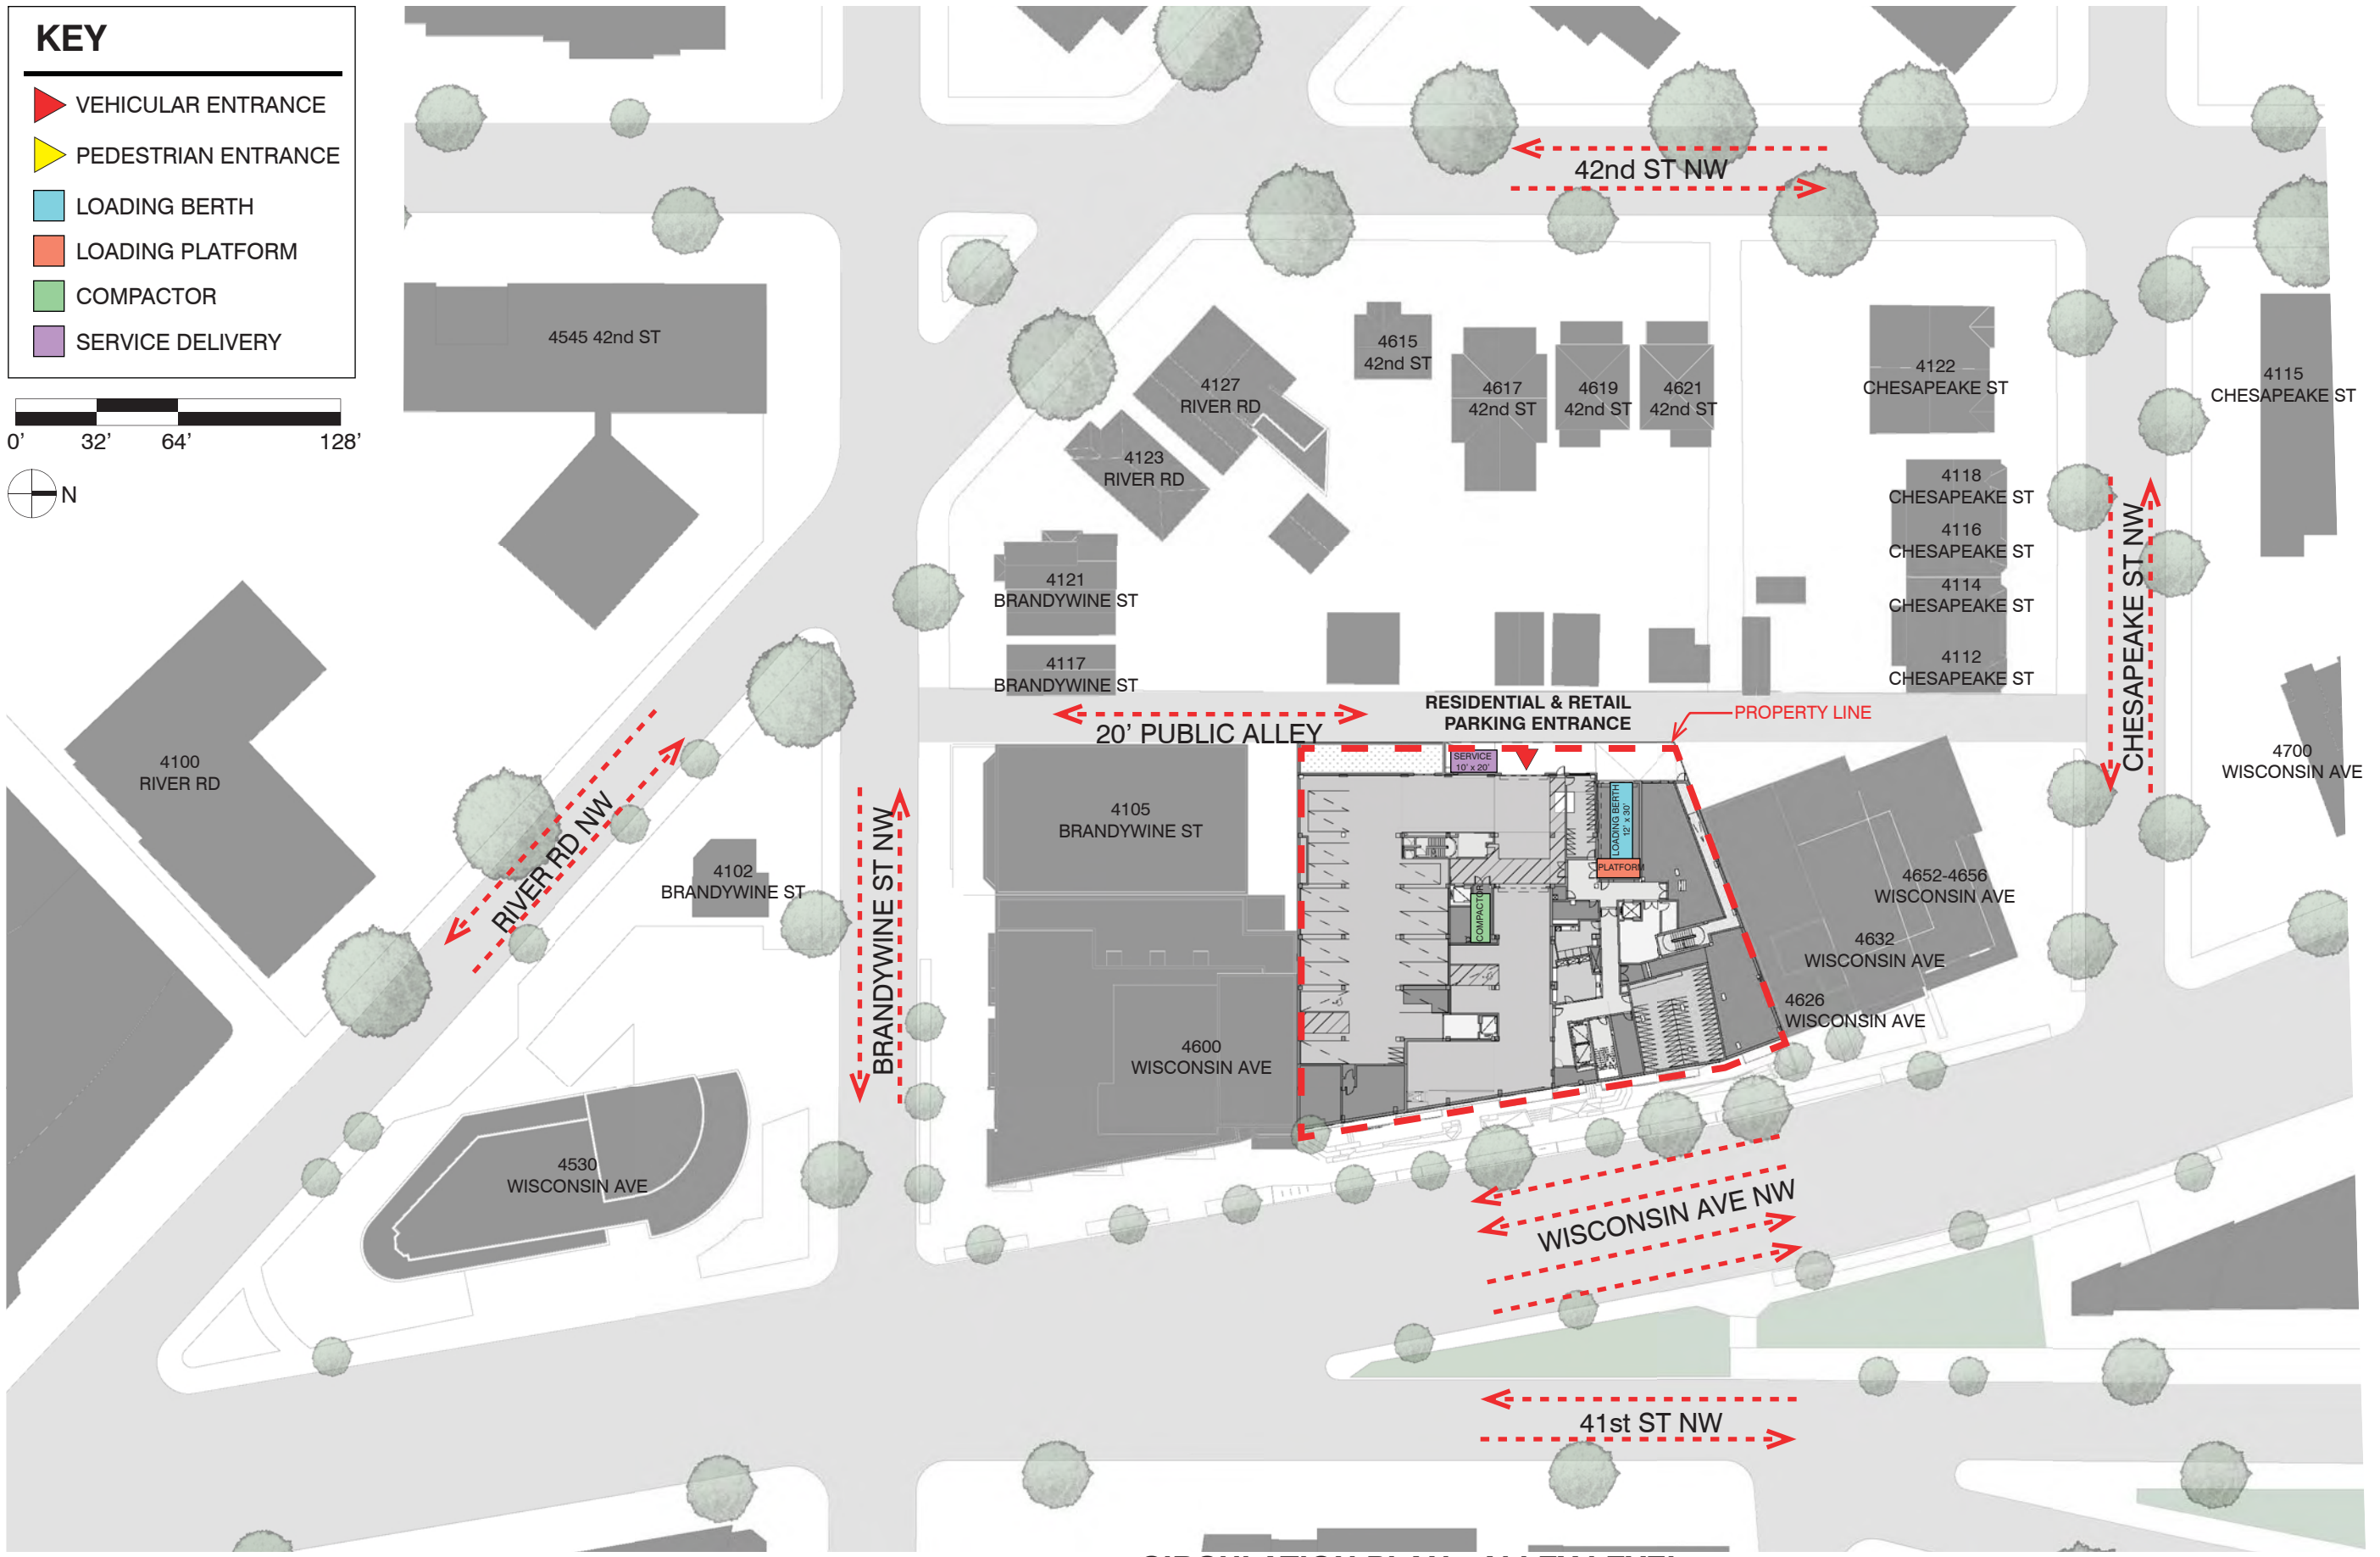 KEY
VEHICULAR ENTRANCE
PEDESTRIAN ENTRANCE
LOADING BERTH
LOADING PLATFORM
COMPACTOR
SERVICE DELIVERY
0' 32' 64' 128'
N
42nd ST NW
4545 42nd ST
4127
RIVER RD
4123
RIVER RD
4615
42nd ST
4617
42nd ST
4619
42nd ST
4621
42nd ST
4122
CHESAPEAKE ST
4115
CHESAPEAKE ST
4118
CHESAPEAKE ST
4116
CHESAPEAKE ST
4114
CHESAPEAKE ST
4112
CHESAPEAKE ST
CHESAPEAKE ST NW
4121
BRANDYWINE ST
4117
BRANDYWINE ST
RESIDENTIAL & RETAIL
PARKING ENTRANCE
PROPERTY LINE
20' PUBLIC ALLEY
4100
RIVER RD
RIVER RD NW
4102
BRANDYWINE ST
BRANDYWINE ST NW
4105
BRANDYWINE ST
SERVICE
10' x 20'
LOADING BERTH
12' x 30'
PLATFORM
COMPACTOR
4700
WISCONSIN AVE
4652-4656
WISCONSIN AVE
4632
WISCONSIN AVE
4626
WISCONSIN AVE
4600
WISCONSIN AVE
4530
WISCONSIN AVE
WISCONSIN AVE NW
41st ST NW
CIRCULATION PLAN - ALLEY LEVEL